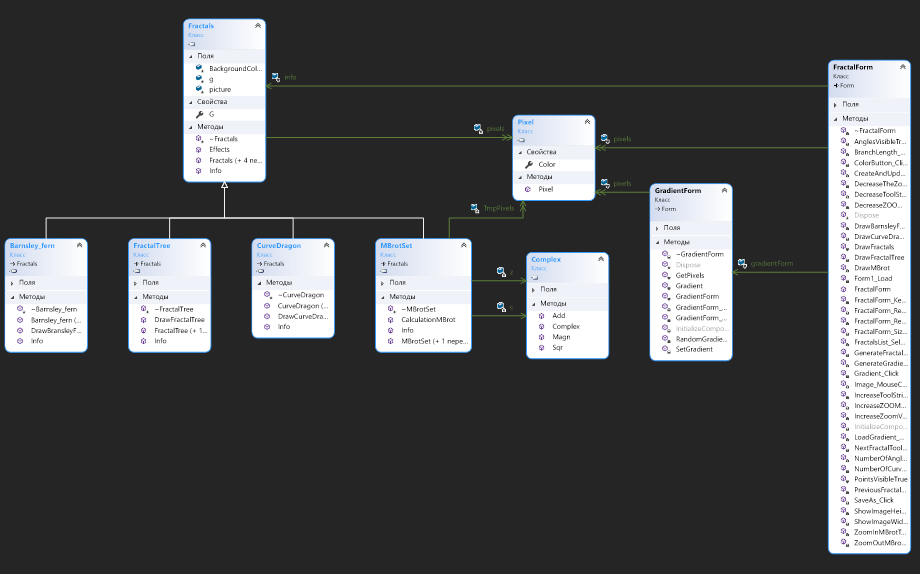 Fractals
Класс
Поля
BackgroundCol...
g
picture
Свойства
G
Методы
~Fractals
Effects
Fractals (+ 4 пе...
Info
info
pixels
Pixel
Класс
Свойства
Color
Методы
Pixel
pixels
pixels
TmpPixels
GradientForm
Класс
Form
Поля
Методы
~GradientForm
Dispose
GetPixels
Gradient
GradientForm
GradientForm_...
GradientForm_...
InitializeCompo...
RandomGradie...
SetGradient
gradientForm
Barnsley_fern
Класс
Fractals
Поля
Методы
~Barnsley_fern
Barnsley_fern (...
DrawBransleyF...
Info
FractalTree
Класс
Fractals
Поля
Методы
~FractalTree
DrawFractalTree
FractalTree (+ 1...
Info
CurveDragon
Класс
Fractals
Методы
~CurveDragon
CurveDragon (...
DrawCurveDra...
Info
MBrotSet
Класс
Fractals
Поля
Методы
~MBrotSet
CalculationMBrot
Info
MBrotSet (+ 1 пере...
z
c
Complex
Класс
Поля
Методы
Add
Complex
Magn
Sqr
FractalForm
Класс
Form
Поля
Методы
~FractalForm
AnglesVisibleTr...
BranchLength_...
ColorButton_Cli...
CreateAndUpd...
DecreaseTheZo...
DecreaseToolSt...
DecreaseZOO...
Dispose
DrawBarnsleyF...
DrawCurveDra...
DrawFractals
DrawFractalTree
DrawMBrot
Form1_Load
FractalForm
FractalForm_Ke...
FractalForm_Re...
FractalForm_Re...
FractalForm_Siz...
FractalsList_Sel...
GenerateFractal...
GenerateGradie...
Gradient_Click
Image_MouseC...
IncreaseToolStri...
IncreaseZOOM...
IncreaseZoomV...
InitializeCompo...
LoadGradient_...
NextFractalTool...
NumberOfAngl...
NumberOfCurv...
PointsVisibleTrue
PreviousFractal...
SaveAs_Click
ShowImageHei...
ShowImageWid...
ZoomInMBrotT...
ZoomOutMBro...